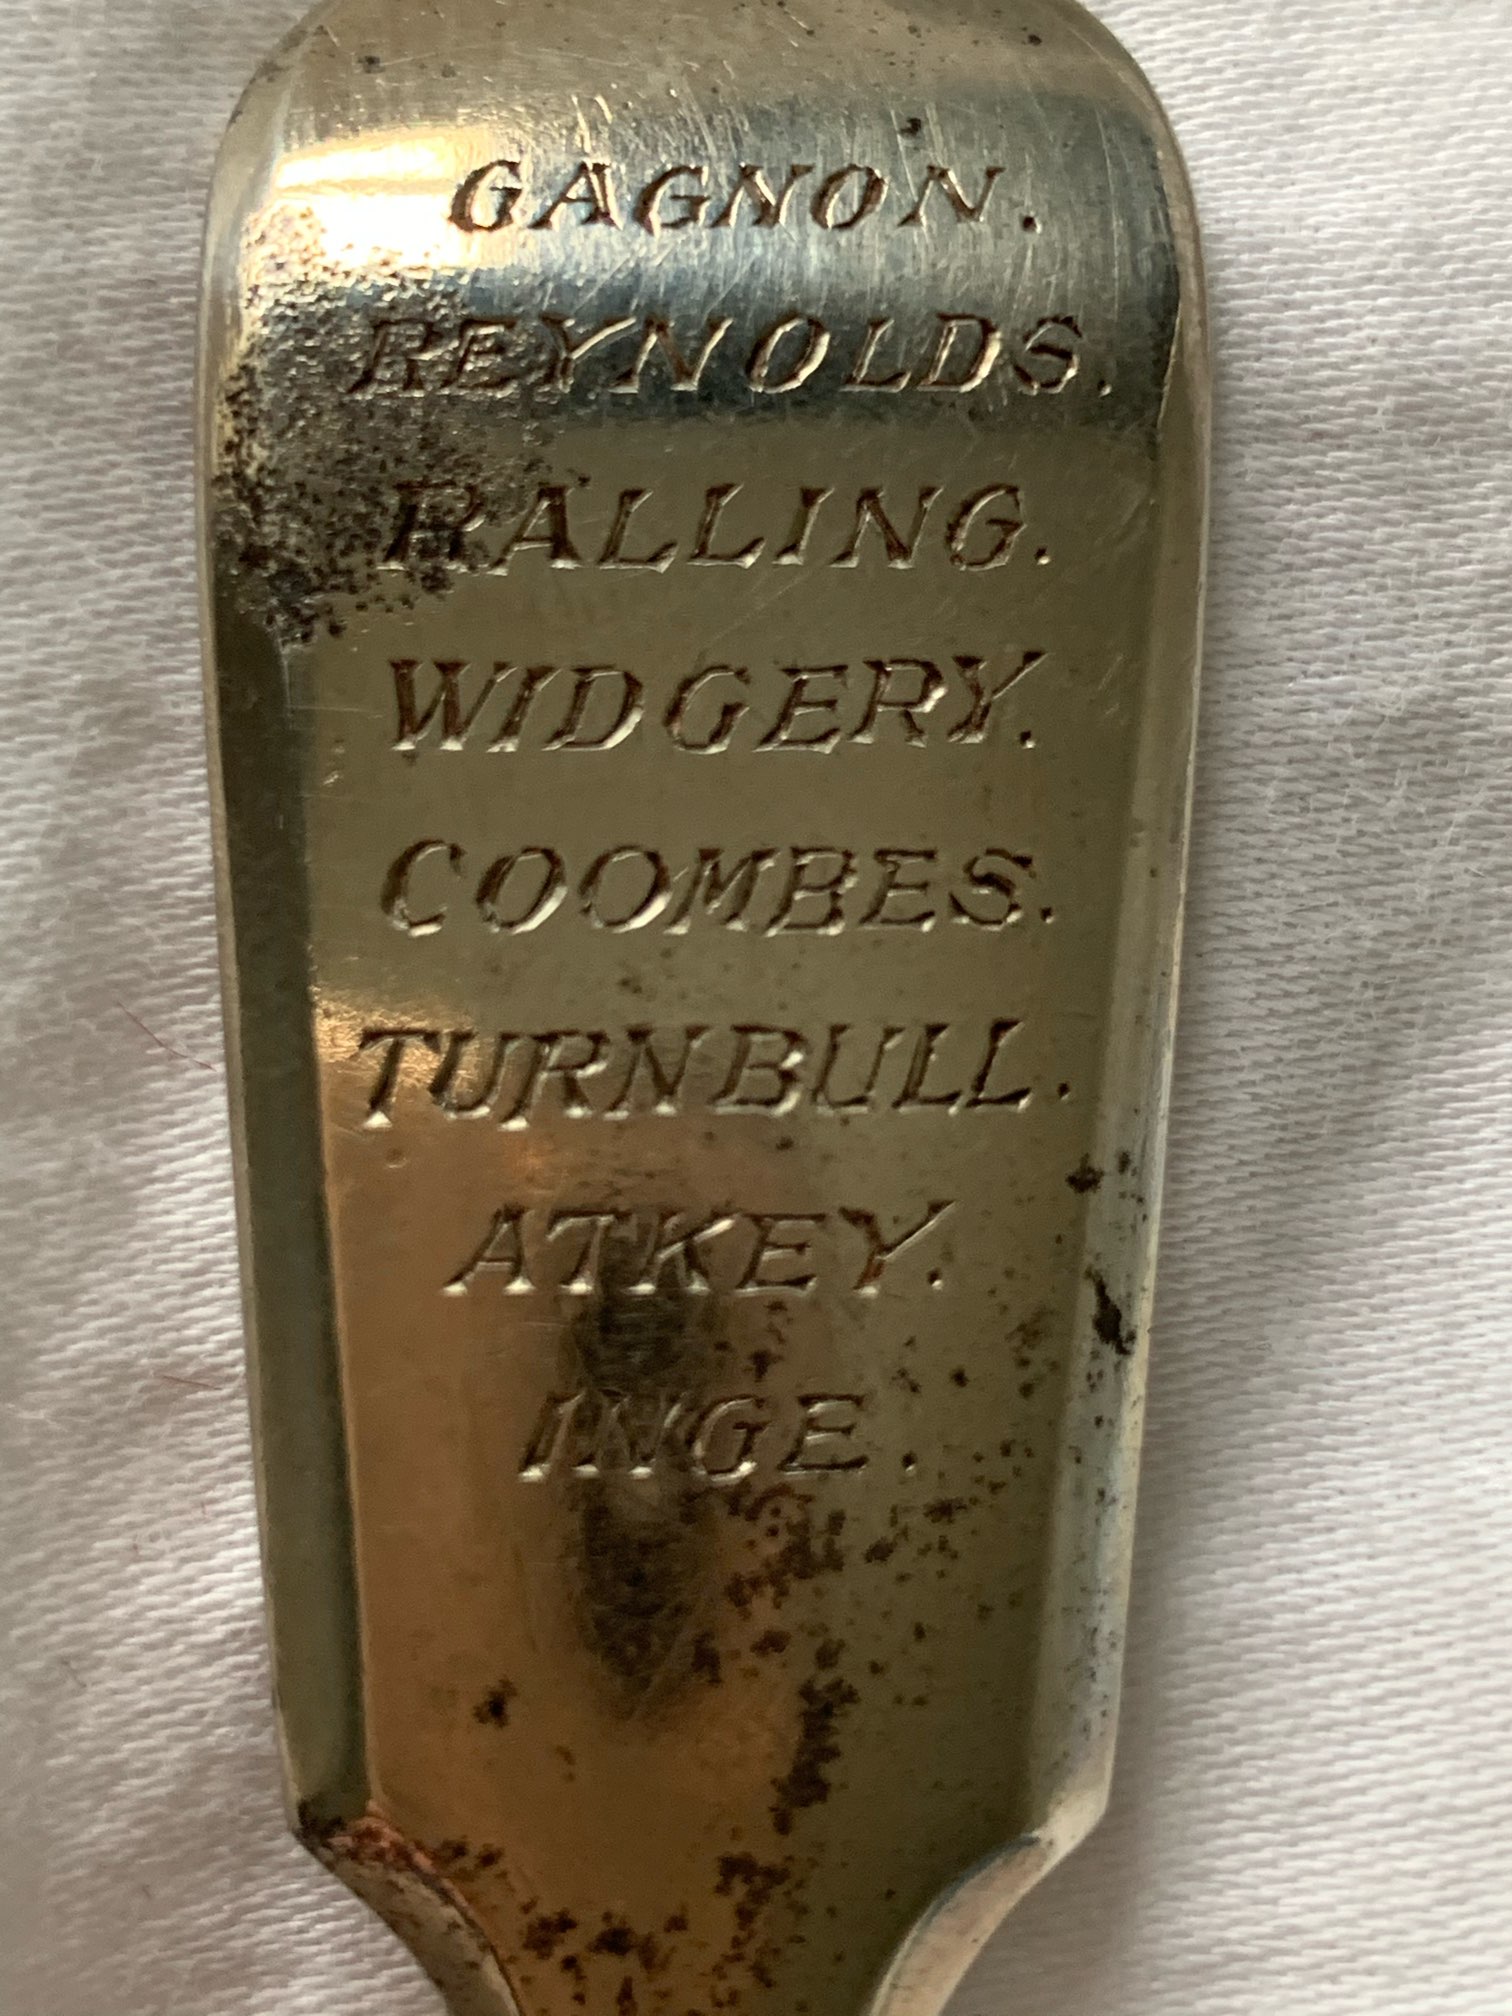 GAGNON.
REYNOLDS.
RALLING.
WIDGERY.
COOMBES.
TURNBULL.
ATKEY.
INGE.